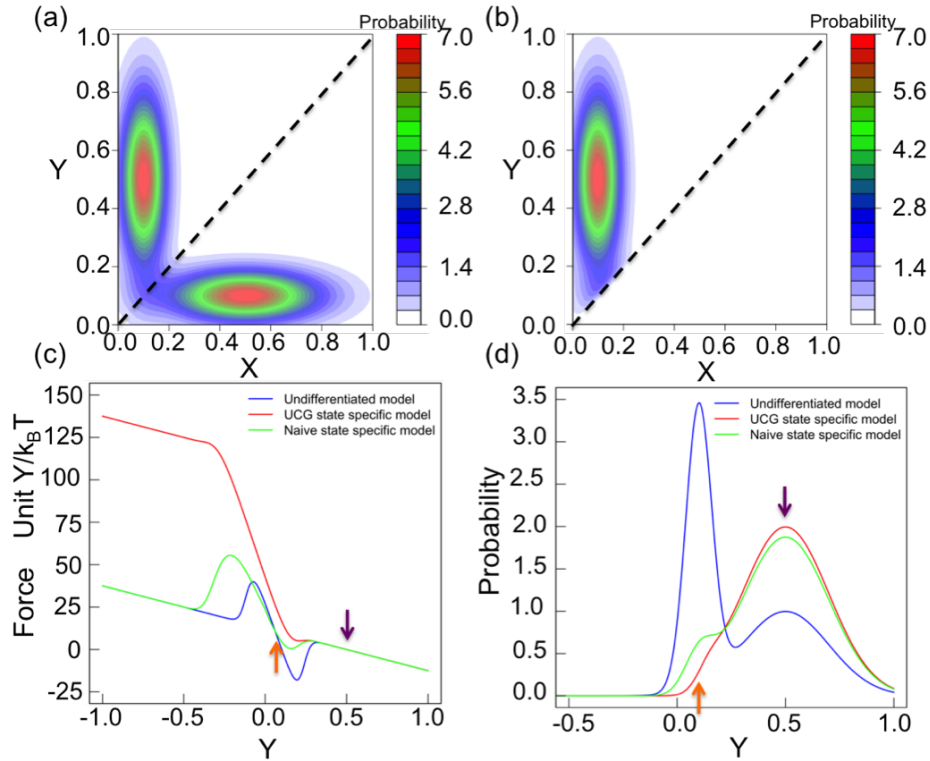 (a)
Probability
1.0
0.8
0.6
Y
0.4
0.2
0.0
0.0 0.2 0.4 0.6 0.8 1.0
X
7.0
5.6
4.2
2.8
1.4
0.0
(b)
Probability
1.0
0.8
0.6
Y
0.4
0.2
0.0
0.0 0.2 0.4 0.6 0.8 1.0
X
7.0
5.6
4.2
2.8
1.4
0.0
(c)
Force Unit Y/kBT
150
125
100
75
50
25
0
-25
-1.0 -0.5 0.0 0.5 1.0
Y
Undifferentiated model
UCG state specific model
Naive state specific model
(d)
Probability
3.5
3.0
2.5
2.0
1.5
1.0
0.5
0.0
-0.5 0.0 0.5 1.0
Y
Undifferentiated model
UCG state specific model
Naive state specific model